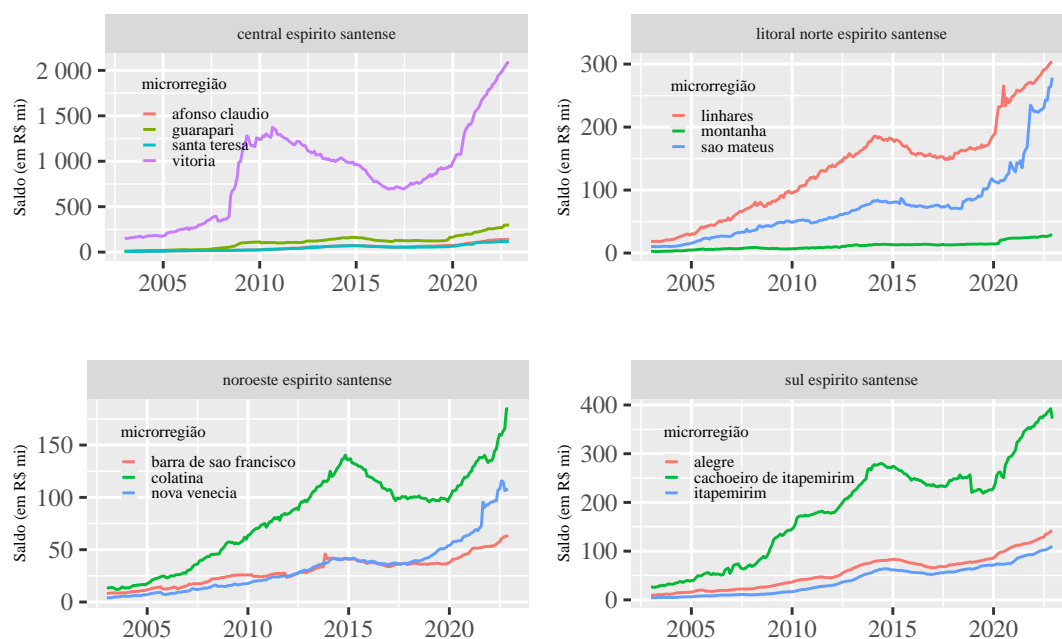 central espirito santense
Saldo (em R$ mi)
2 000
1 500
1 000
500
0
microrregião
afonso claudio
guarapari
santa teresa
vitoria
2005 2010 2015 2020
litoral norte espirito santense
Saldo (em R$ mi)
300
200
100
0
microrregião
linhares
montanha
sao mateus
2005 2010 2015 2020
noroeste espirito santense
Saldo (em R$ mi)
150
100
50
0
microrregião
barra de sao francisco
colatina
nova venecia
2005 2010 2015 2020
sul espirito santense
Saldo (em R$ mi)
400
300
200
100
0
microrregião
alegre
cachoeiro de itapemirim
itapemirim
2005 2010 2015 2020